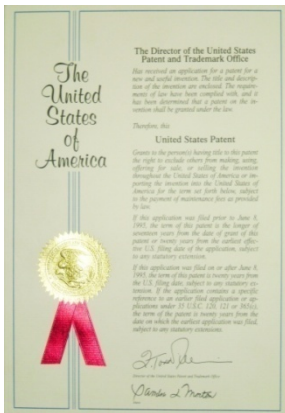 The
United
States
of
America
The Director of the United States
Patent and Trademark Office
Has received an application for a patent for a
new and useful invention. The title and descrip-
tion of the invention are enclosed. The require-
ments of law have been complied with, and it
has been determined that a patent on the in-
vention shall be granted under the law.
Therefore, this
United States Patent
Grants to the person(s) having title to this patent
the right to exclude others from making, using,
offering for sale, or selling the invention
throughout the United States of America or im-
porting the invention into the United States of
America for the term set forth below, subject
to the payment of maintenance fees as provided
by law.
If this application was filed prior to June 8,
1995, the term of this patent is the longer of
seventeen years from the date of grant of this
patent or twenty years from the earliest effec-
tive U.S. filing date of the application, subject
to any statutory extension.
If this application was filed on or after June 8,
1995, the term of this patent is twenty years from
the U.S. filing date, subject to any statutory ex-
tension. If the application contains a specific
reference to an earlier filed application or ap-
plications under 35 U.S.C. 120, 121 or 365(c),
the term of the patent is twenty years from the
date on which the earliest application was filed,
subject to any statutory extensions.
Director of the United States Patent and Trademark Office